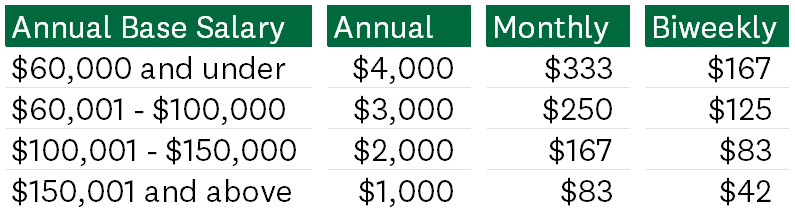 Annual Base Salary Annual Monthly Biweekly
$60,000 and under $4,000 $333 $167
$60,001 - $100,000 $3,000 $250 $125
$100,001 - $150,000 $2,000 $167 $83
$150,001 and above $1,000 $83 $42